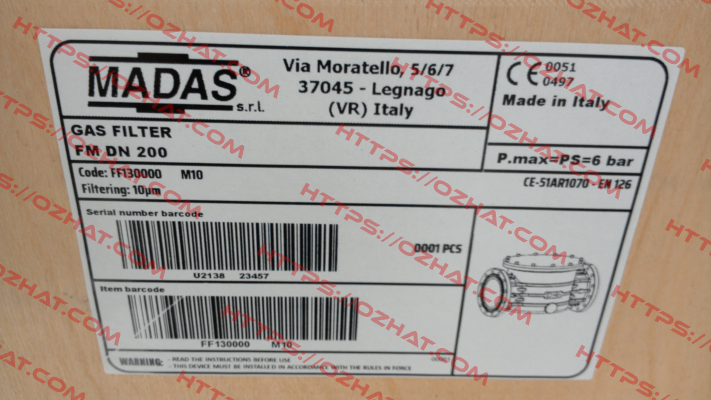 MADAS®
s.r.l.
Via Moratello, 5/6/7
37045 - Legnago
(VR) Italy
CE 0051
0497
Made in Italy
GAS FILTER
FM DN 200
P.max=PS=6 bar
Code: FF130000 M10
Filtering: 10µm
CE-51AR1070 - EN 126
Serial number barcode
0001 PCS
U2138 23457
Item barcode
FF130000 M10
WARNING: - READ THE INSTRUCTIONS BEFORE USE
- THIS DEVICE MUST BE INSTALLED IN ACCORDANCE WITH THE RULES IN FORCE
HTTPS://OZHAT.COM